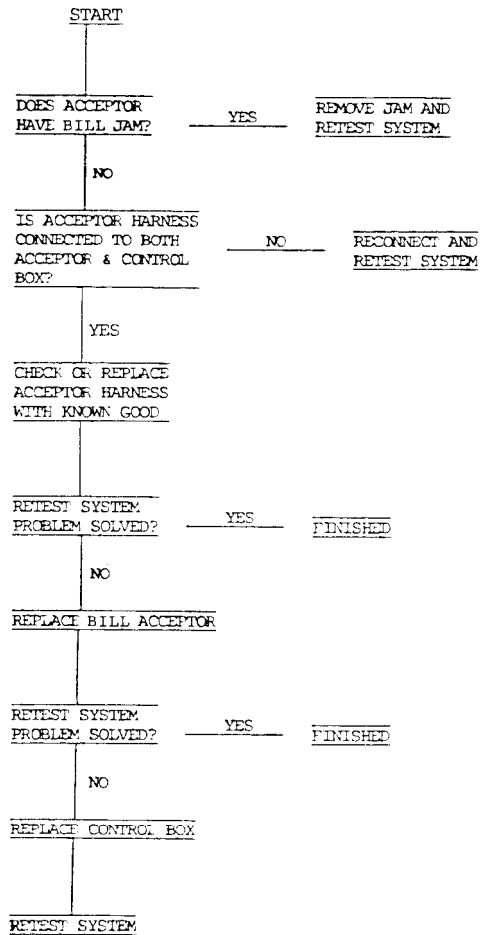 START
DOES ACCEPTOR
HAVE BILL JAM?
YES
REMOVE JAM AND
RETEST SYSTEM
NO
IS ACCEPTOR HARNESS
CONNECTED TO BOTH
ACCEPTOR & CONTROL
BOX?
NO
RECONNECT AND
RETEST SYSTEM
YES
CHECK OR REPLACE
ACCEPTOR HARNESS
WITH KNOWN GOOD
RETEST SYSTEM
PROBLEM SOLVED?
YES
FINISHED
NO
REPLACE BILL ACCEPTOR
RETEST SYSTEM
PROBLEM SOLVED?
YES
FINISHED
NO
REPLACE CONTROL BOX
RETEST SYSTEM